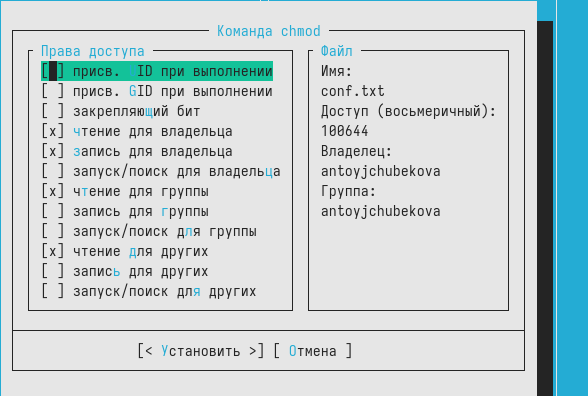 Команда chmod
Права доступа
[ ] присв. UID при выполнении
[ ] присв. GID при выполнении
[ ] закрепляющий бит
[x] чтение для владельца
[x] запись для владельца
[ ] запуск/поиск для владельца
[x] чтение для группы
[ ] запись для группы
[ ] запуск/поиск для группы
[x] чтение для других
[ ] запись для других
[ ] запуск/поиск для других
Файл
Имя:
conf.txt
Доступ (восьмеричный):
100644
Владелец:
antoyjchubekova
Группа:
antoyjchubekova
[< Установить >] [ Отмена ]